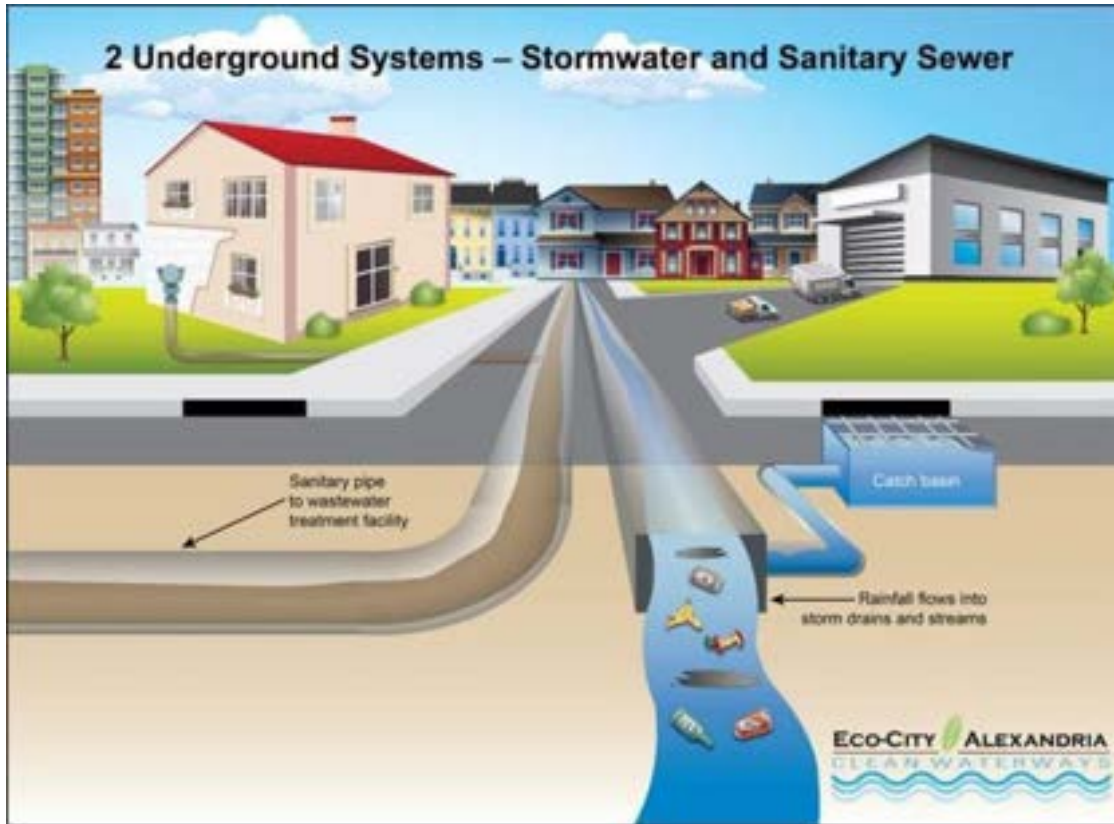 2 Underground Systems – Stormwater and Sanitary Sewer
Sanitary pipe
to wastewater
treatment facility
Catch basin
Rainfall flows into
storm drains and streams
ECO-CITY ALEXANDRIA
CLEAN WATERWAYS